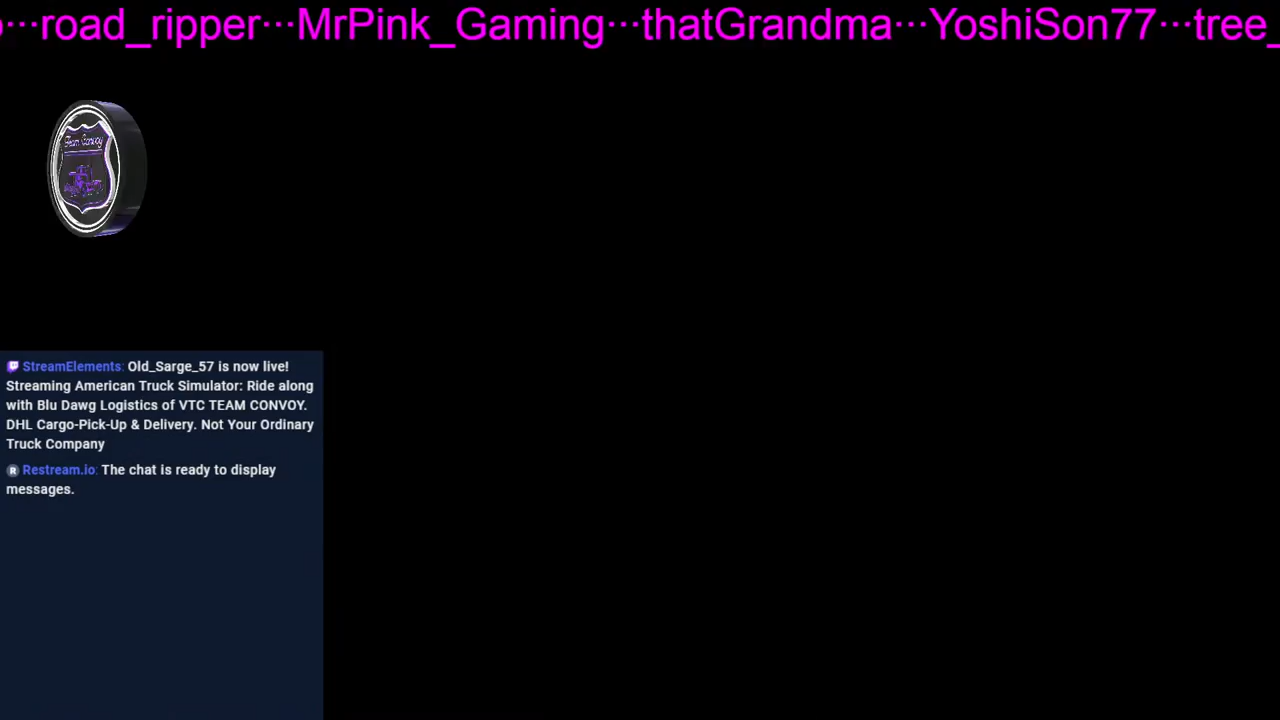 ···road_ripper···MrPink_Gaming···thatGrandma···YoshiSon77···tree_
Team Convoy
StreamElements: Old_Sarge_57 is now live!
Streaming American Truck Simulator: Ride along
with Blu Dawg Logistics of VTC TEAM CONVOY.
DHL Cargo-Pick-Up & Delivery. Not Your Ordinary
Truck Company
Restream.io: The chat is ready to display
messages.